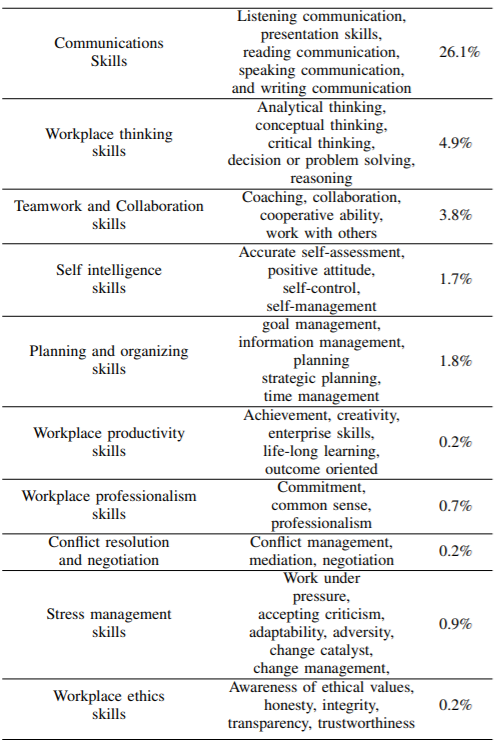 Communications
Skills
Listening communication,
presentation skills,
reading communication,
speaking communication,
and writing communication
26.1%
Workplace thinking
skills
Analytical thinking,
conceptual thinking,
critical thinking,
decision or problem solving,
reasoning
4.9%
Teamwork and Collaboration
skills
Coaching, collaboration,
cooperative ability,
work with others
3.8%
Self intelligence
skills
Accurate self-assessment,
positive attitude,
self-control,
self-management
1.7%
Planning and organizing
skills
goal management,
information management,
planning
strategic planning,
time management
1.8%
Workplace productivity
skills
Achievement, creativity,
enterprise skills,
life-long learning,
outcome oriented
0.2%
Workplace professionalism
skills
Commitment,
common sense,
professionalism
0.7%
Conflict resolution
and negotiation
Conflict management,
mediation, negotiation
0.2%
Stress management
skills
Work under
pressure,
accepting criticism,
adaptability, adversity,
change catalyst,
change management,
0.9%
Workplace ethics
skills
Awareness of ethical values,
honesty, integrity,
transparency, trustworthiness
0.2%